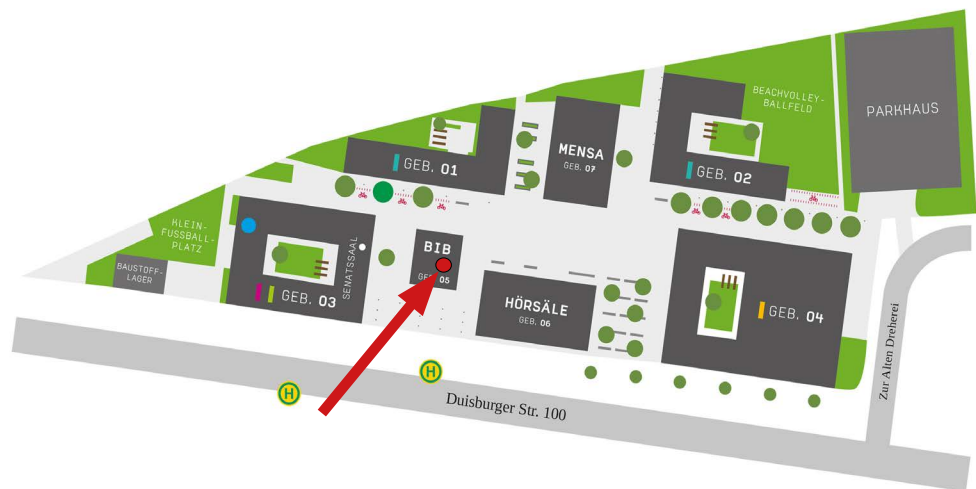 BEACHVOLLEY-
BALLFELD
PARKHAUS
MENSA
GEB. 07
GEB. 01
GEB. 02
KLEIN-
FUSSBALL-
PLATZ
BAUSTOFF-
LAGER
SENATSSAAL
GEB. 03
BIB
GEB. 05
HÖRSÄLE
GEB. 06
GEB. 04
Zur Alten Dreherei
H
H
Duisburger Str. 100